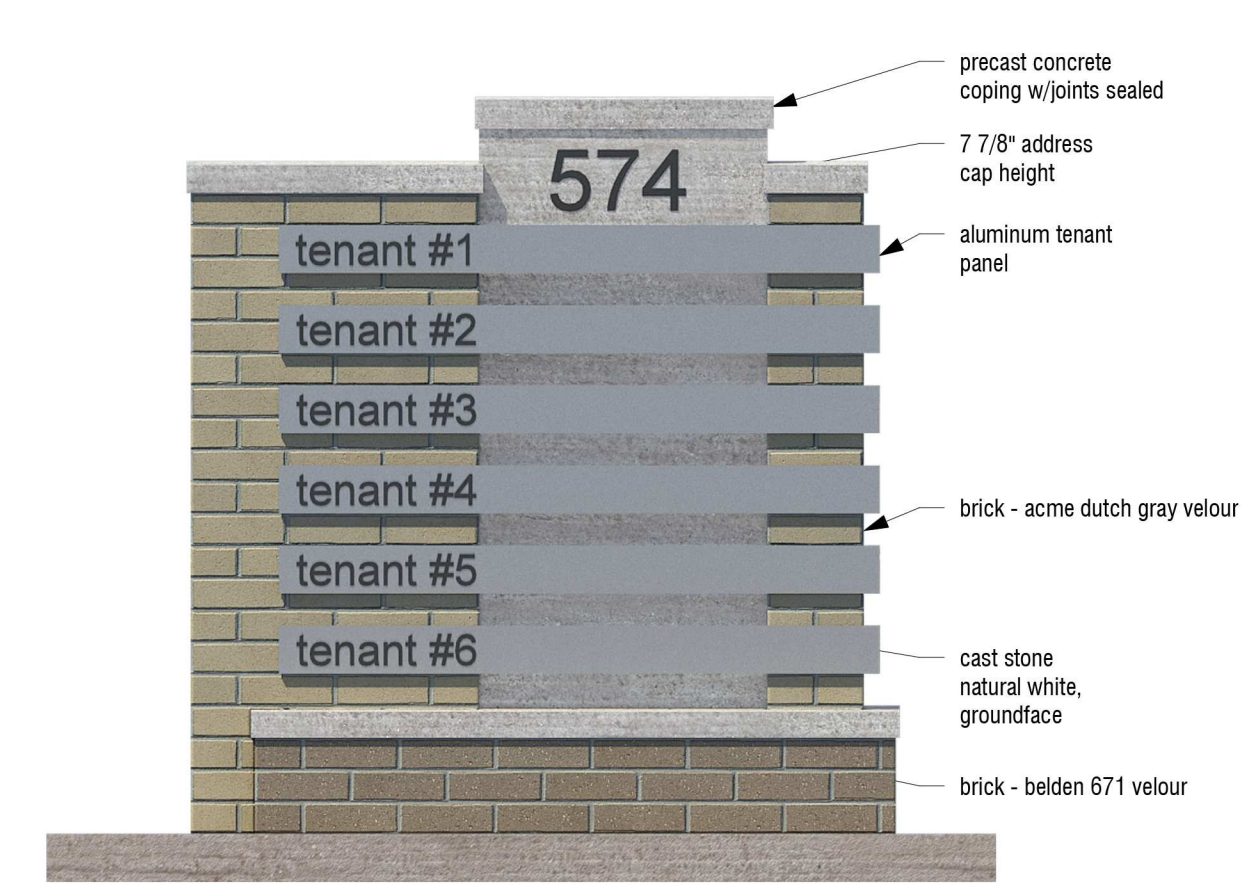 precast concrete
coping w/joints sealed
7 7/8" address
cap height
574
tenant #1
aluminum tenant
panel
tenant #2
tenant #3
tenant #4
brick - acme dutch gray velour
tenant #5
tenant #6
cast stone
natural white,
groundface
brick - belden 671 velour